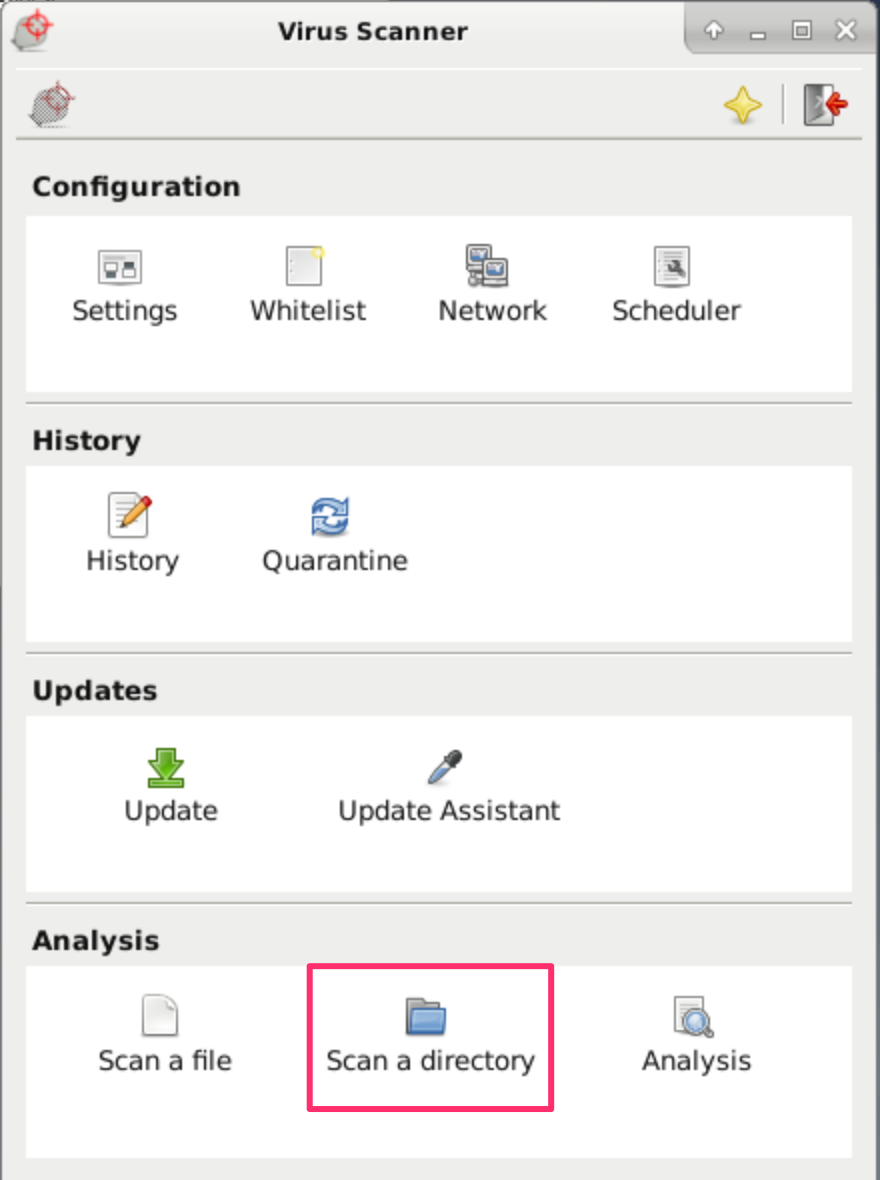 Virus Scanner
Configuration
Settings Whitelist Network Scheduler
History
History Quarantine
Updates
Update Update Assistant
Analysis
Scan a file Scan a directory Analysis